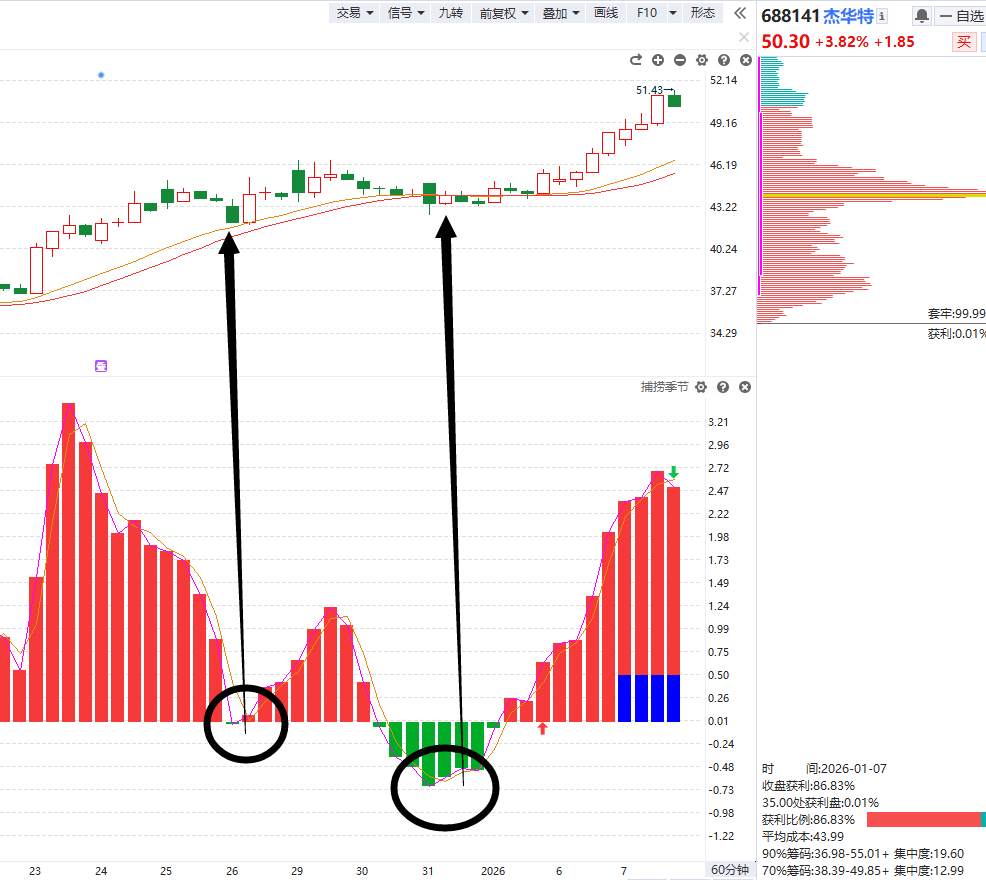 交易 信号 九转 前复权 叠加 画线 F10 形态
688141 杰华特 自选
50.30 +3.82% +1.85 买
52.14
51.43
49.16
46.19
43.22
40.24
37.27
34.29
套牢:99.99
获利:0.01%
捕捞季节
3.21
2.96
2.72
2.47
2.22
1.98
1.73
1.49
1.24
0.99
0.75
0.50
0.26
0.01
-0.24
-0.48
-0.73
-0.98
-1.22
时 间:2026-01-07
收盘获利:86.83%
35.00处获利盘:0.01%
获利比例:86.83%
平均成本:43.99
90%筹码:36.98-55.01+ 集中度:19.60
70%筹码:38.39-49.85+ 集中度:12.99
23 24 25 26 29 30 31 2026 6 7 60分钟